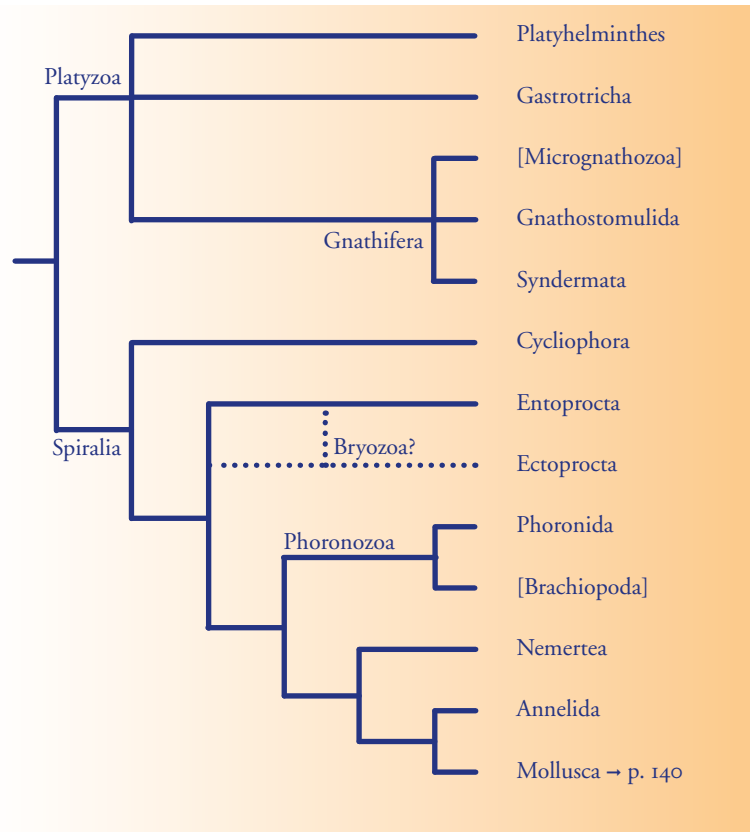 Platyhelminthes
Platyzoa
Gastrotricha
[Micrognathozoa]
Gnathostomulida
Gnathifera
Syndermata
Cycliophora
Entoprocta
Bryozoa?
Spiralia
Ectoprocta
Phoronida
Phoronozoa
[Brachiopoda]
Nemertea
Annelida
Mollusca → p. 140